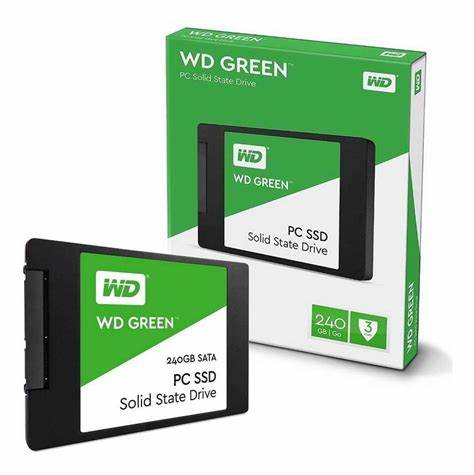 WD GREEN™
PC Solid State Drive
WD
WD
WD GREEN™
PC SSD
Solid State Drive
240
GB | Go
3
WD
WD GREEN™
240GB SATA
PC SSD
Solid State Drive